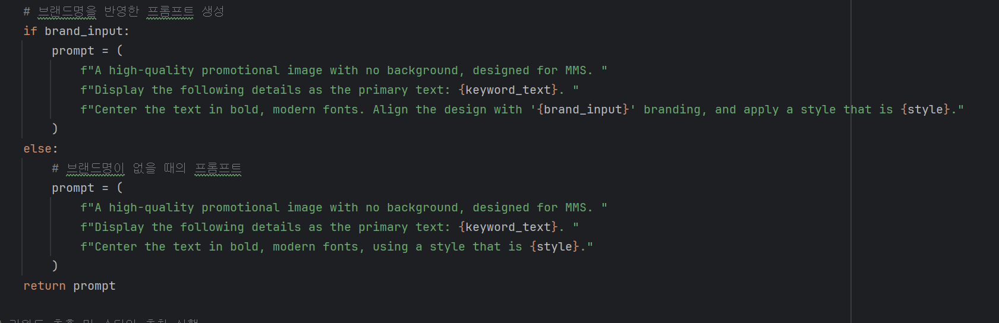 # 브랜드명을 반영한 프롬프트 생성
if brand_input:
    prompt = (
        f"A high-quality promotional image with no background, designed for MMS. "
        f"Display the following details as the primary text: {keyword_text}. "
        f"Center the text in bold, modern fonts. Align the design with '{brand_input}' branding, and apply a style that is {style}."
    )
else:
    # 브랜드명이 없을 때의 프롬프트
    prompt = (
        f"A high-quality promotional image with no background, designed for MMS. "
        f"Display the following details as the primary text: {keyword_text}. "
        f"Center the text in bold, modern fonts, using a style that is {style}."
    )
return prompt